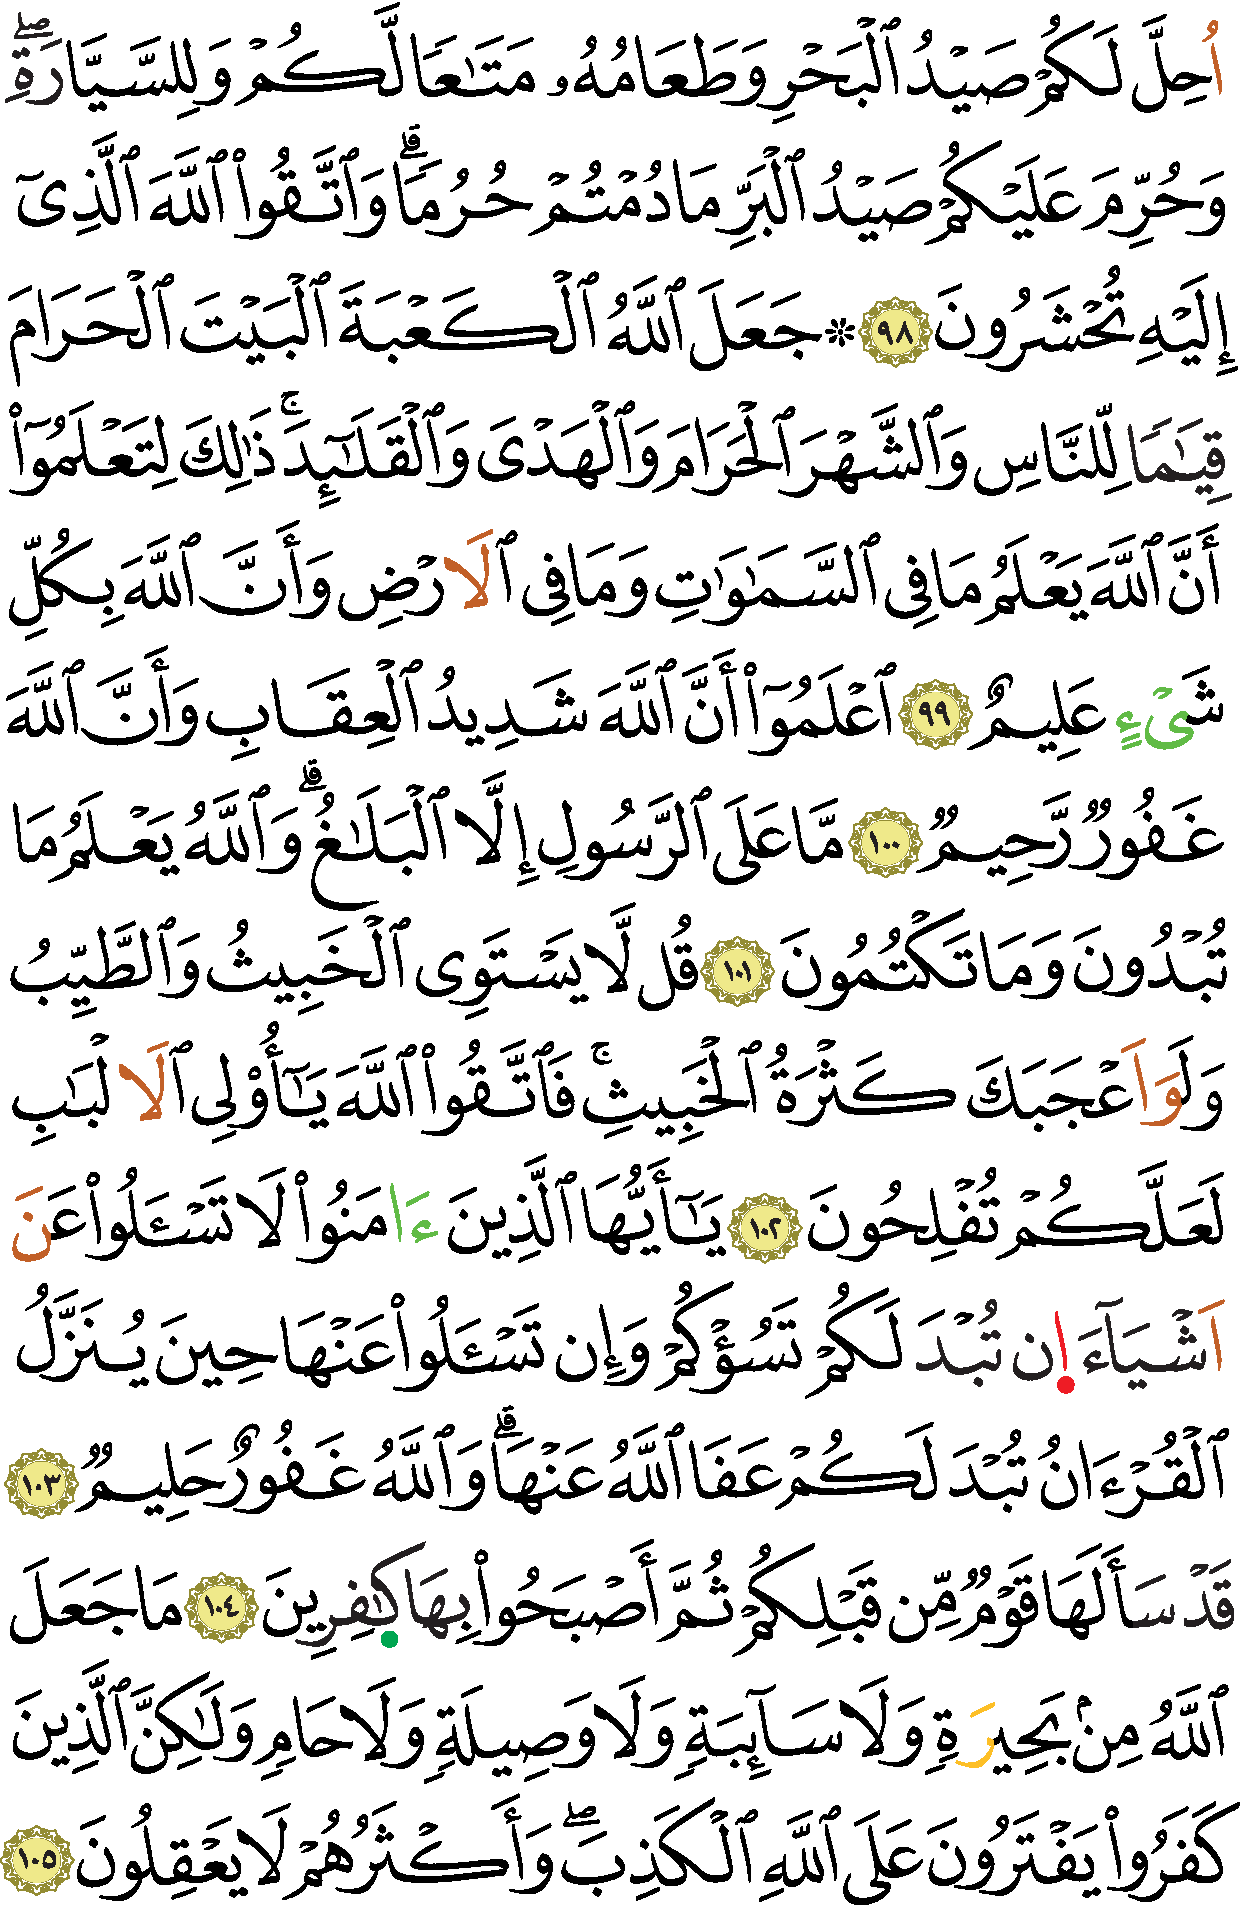 اُحِلَّ لَكُمْ صَيْدُ ٱلْبَحْرِ وَطَعَامُهُۥ مَتَٰعًا لَّكُمْ وَلِلسَّيَّارَةِۖ
وَحُرِّمَ عَلَيْكُمْ صَيْدُ ٱلْبَرِّ مَا دُمْتُمْ حُرُمًاۗ وَٱتَّقُوا۟ ٱللَّهَ ٱلَّذِىٓ
إِلَيْهِ تُحْشَرُونَ ٩٨ ۞ جَعَلَ ٱللَّهُ ٱلْكَعْبَةَ ٱلْبَيْتَ ٱلْحَرَامَ
قِيَٰمًا لِّلنَّاسِ وَٱلشَّهْرَ ٱلْحَرَامَ وَٱلْهَدْىَ وَٱلْقَلَٰٓئِدَۚ ذَٰلِكَ لِتَعْلَمُوٓا۟
أَنَّ ٱللَّهَ يَعْلَمُ مَا فِى ٱلسَّمَٰوَٰتِ وَمَا فِى ٱلَارْضِ وَأَنَّ ٱللَّهَ بِكُلِّ
شَىْءٍ عَلِيمٌ ٩٩ ٱعْلَمُوٓا۟ أَنَّ ٱللَّهَ شَدِيدُ ٱلْعِقَابِ وَأَنَّ ٱللَّهَ
غَفُورٌ رَّحِيمٌ ١٠٠ مَّا عَلَى ٱلرَّسُولِ إِلَّا ٱلْبَلَٰغُۗ وَٱللَّهُ يَعْلَمُ مَا
تُبْدُونَ وَمَا تَكْتُمُونَ ١٠١ قُل لَّا يَسْتَوِى ٱلْخَبِيثُ وَٱلطَّيِّبُ
وَلَوَ اَعْجَبَكَ كَثْرَةُ ٱلْخَبِيثِۚ فَٱتَّقُوا۟ ٱللَّهَ يَٰٓأُو۟لِى ٱلَالْبَٰبِ
لَعَلَّكُمْ تُفْلِحُونَ ١٠٢ يَٰٓأَيُّهَا ٱلَّذِينَ ءَامَنُوا۟ لَا تَسْـَٔلُوا۟ عَنَ
اَشْيَآءَ إِن تُبْدَ لَكُمْ تَسُؤْكُمْ وَإِن تَسْـَٔلُوا۟ عَنْهَا حِينَ يُنَزَّلُ
ٱلْقُرْءَانُ تُبْدَ لَكُمْ عَفَا ٱللَّهُ عَنْهَاۗ وَٱللَّهُ غَفُورٌ حَلِيمٌ ١٠٣
قَدْ سَأَلَهَا قَوْمٌ مِّن قَبْلِكُمْ ثُمَّ أَصْبَحُوا۟ بِهَا كَٰفِرِينَ ١٠٤ مَا جَعَلَ
ٱللَّهُ مِنۢ بَحِيرَةٍ وَلَا سَآئِبَةٍ وَلَا وَصِيلَةٍ وَلَا حَامٍ وَلَٰكِنَّ ٱلَّذِينَ
كَفَرُوا۟ يَفْتَرُونَ عَلَى ٱللَّهِ ٱلْكَذِبَۖ وَأَكْثَرُهُمْ لَا يَعْقِلُونَ ١٠٥